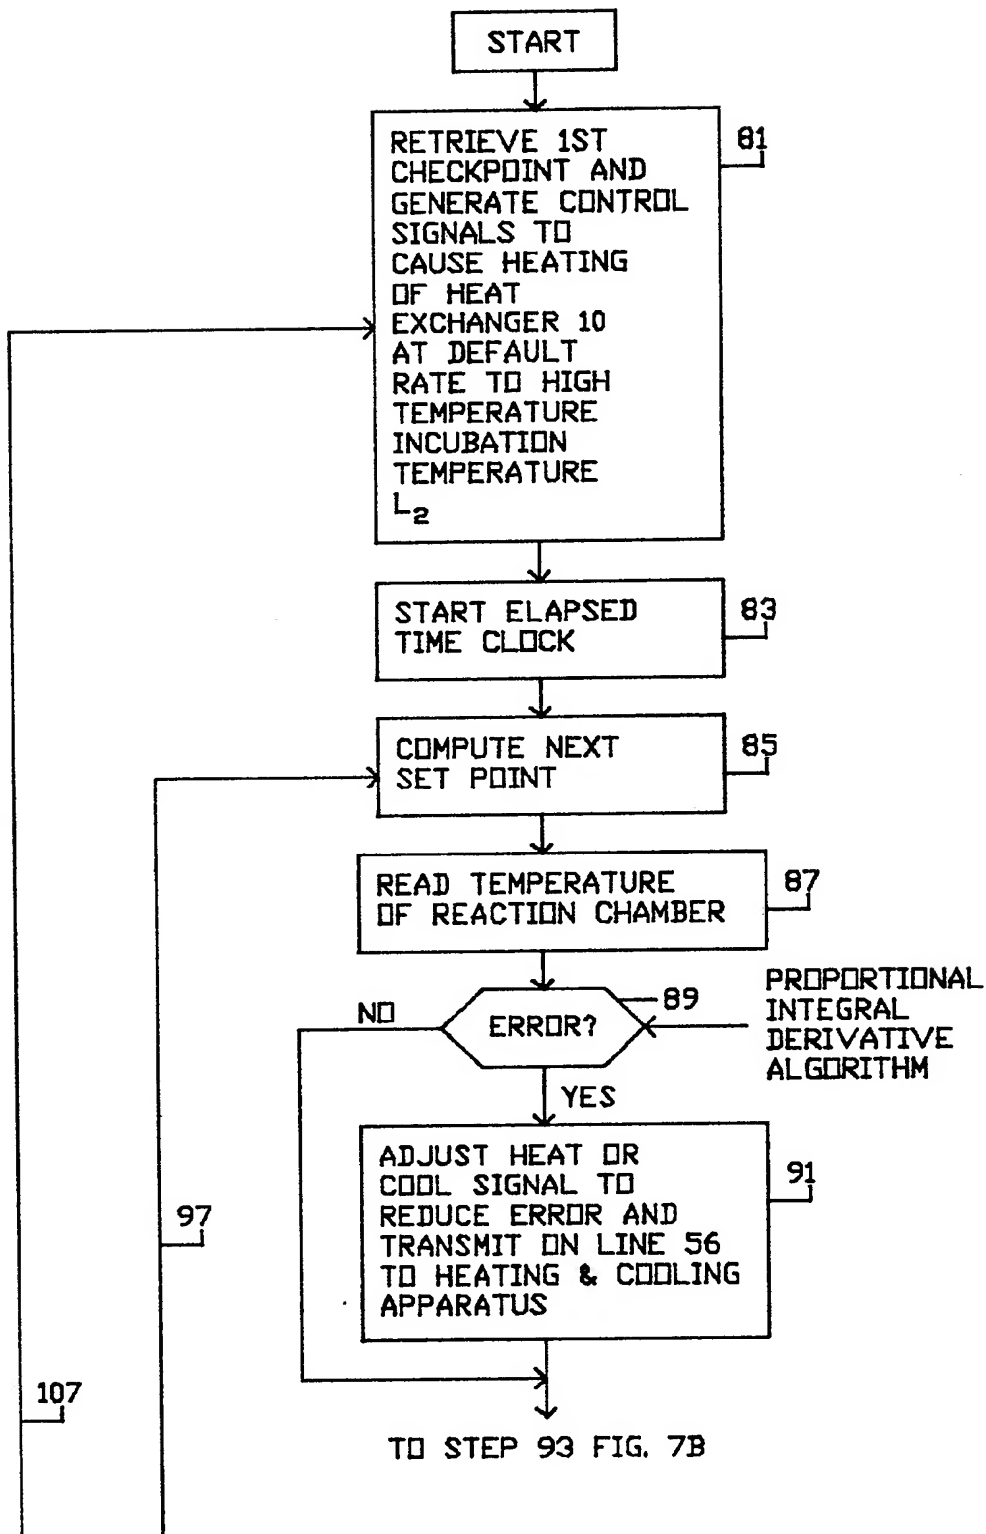 START
RETRIEVE 1ST
CHECKPOINT AND
GENERATE CONTROL
SIGNALS TO
CAUSE HEATING
OF HEAT
EXCHANGER 10
AT DEFAULT
RATE TO HIGH
TEMPERATURE
INCUBATION
TEMPERATURE
L₂
81
START ELAPSED
TIME CLOCK
83
COMPUTE NEXT
SET POINT
85
READ TEMPERATURE
OF REACTION CHAMBER
87
NO
ERROR?
89
PROPORTIONAL
INTEGRAL
DERIVATIVE
ALGORITHM
YES
ADJUST HEAT OR
COOL SIGNAL TO
REDUCE ERROR AND
TRANSMIT ON LINE 56
TO HEATING & COOLING
APPARATUS
91
97
107
TO STEP 93 FIG. 7B